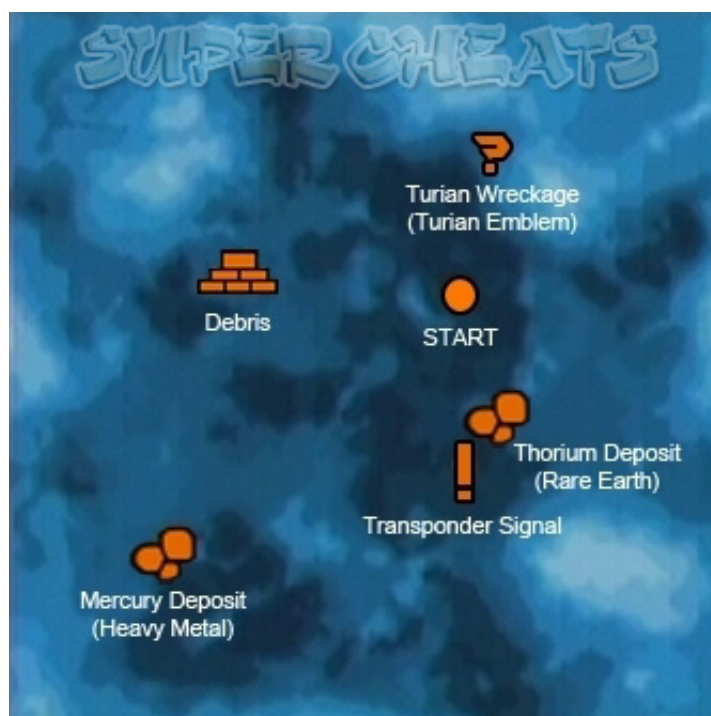 SUPER CHEATS
Turian Wreckage
(Turian Emblem)
Debris
START
Thorium Deposit
(Rare Earth)
Transponder Signal
Mercury Deposit
(Heavy Metal)